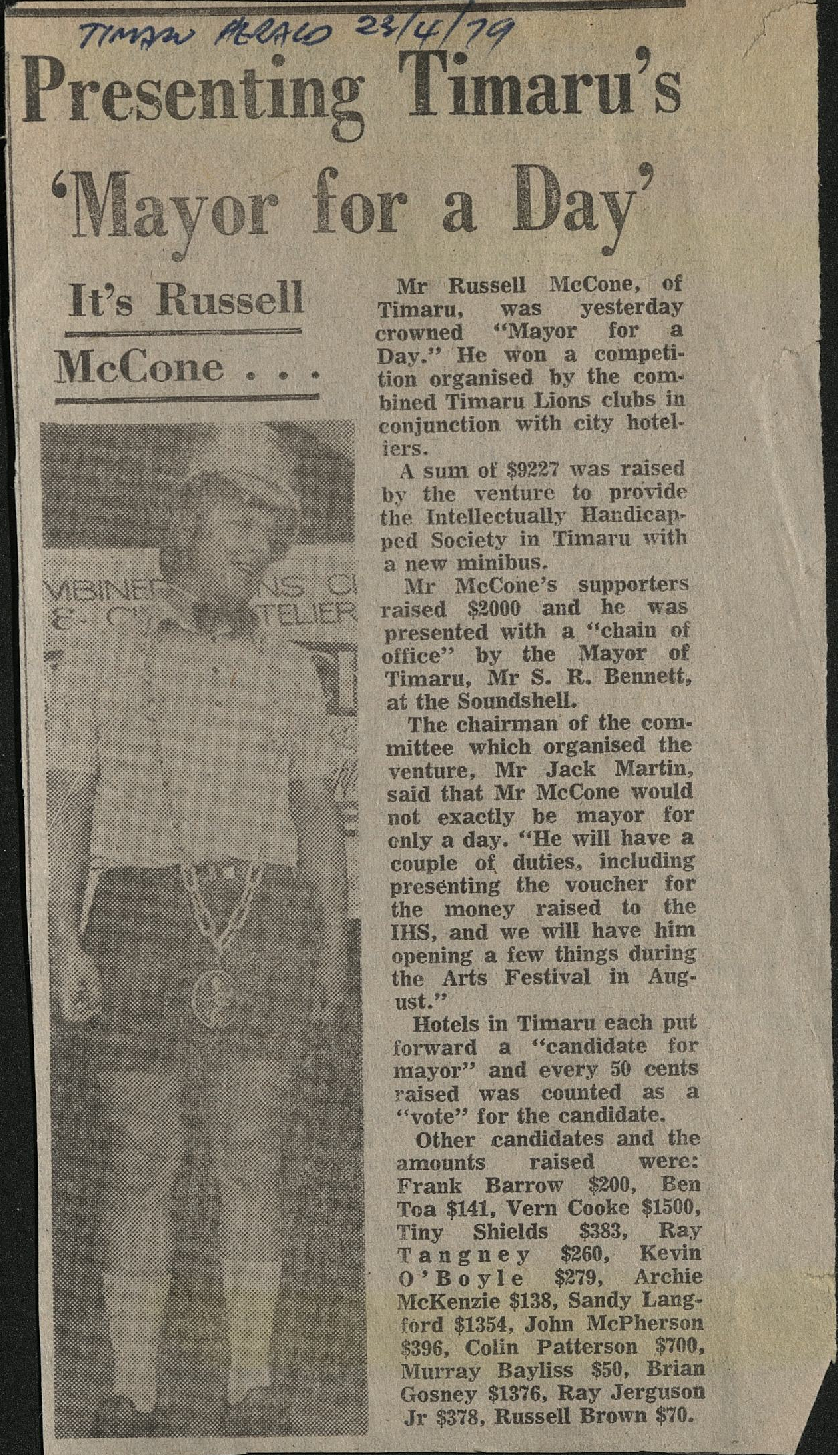 TIMARU HERALD 23/4/79
Presenting Timaru's
'Mayor for a Day'
It's Russell
McCone . . .
MBINED NS CL
& C TELIER
Mr Russell McCone, of
Timaru, was yesterday
crowned "Mayor for a
Day." He won a competi-
tion organised by the com-
bined Timaru Lions clubs in
conjunction with city hotel-
iers.
A sum of $9227 was raised
by the venture to provide
the Intellectually Handicap-
ped Society in Timaru with
a new minibus.
Mr McCone's supporters
raised $2000 and he was
presented with a "chain of
office" by the Mayor of
Timaru, Mr S. R. Bennett,
at the Soundshell.
The chairman of the com-
mittee which organised the
venture, Mr Jack Martin,
said that Mr McCone would
not exactly be mayor for
only a day. "He will have a
couple of duties, including
presenting the voucher for
the money raised to the
IHS, and we will have him
opening a few things during
the Arts Festival in Aug-
ust."
Hotels in Timaru each put
forward a "candidate for
mayor" and every 50 cents
raised was counted as a
"vote" for the candidate.
Other candidates and the
amounts raised were:
Frank Barrow $200, Ben
Toa $141, Vern Cooke $1500,
Tiny Shields $383, Ray
Tangney $260, Kevin
O'Boyle $279, Archie
McKenzie $138, Sandy Lang-
ford $1354, John McPherson
$396, Colin Patterson $700,
Murray Bayliss $50, Brian
Gosney $1376, Ray Jerguson
Jr $378, Russell Brown $70.